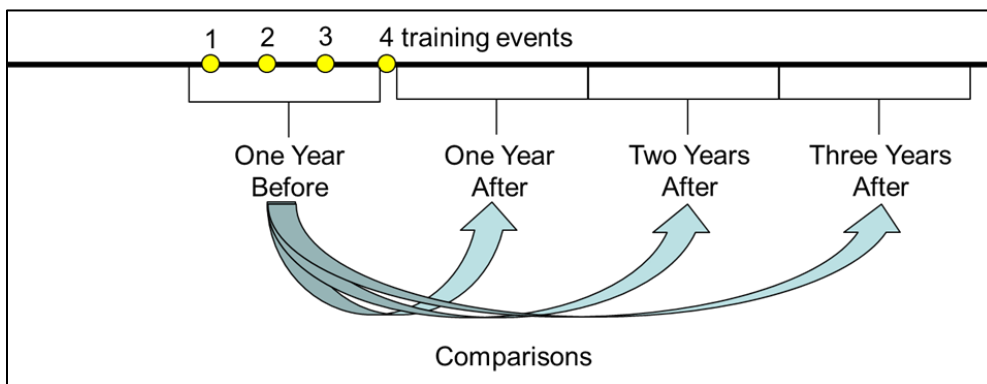 1 2 3 4 training events
One Year One Year Two Years Three Years
Before After After After
Comparisons